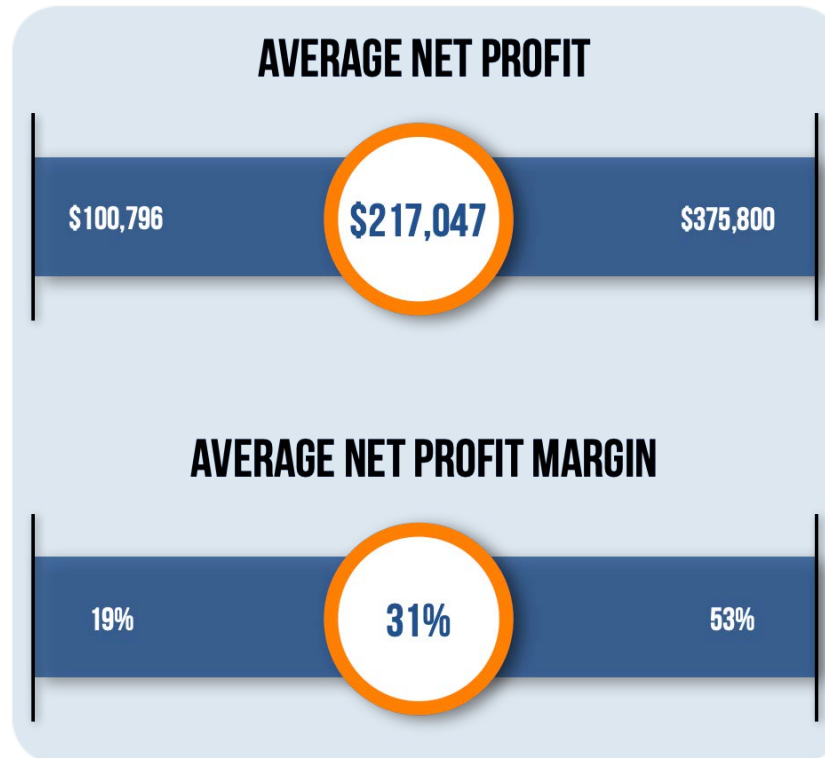 AVERAGE NET PROFIT
$100,796 $217,047 $375,800
AVERAGE NET PROFIT MARGIN
19% 31% 53%